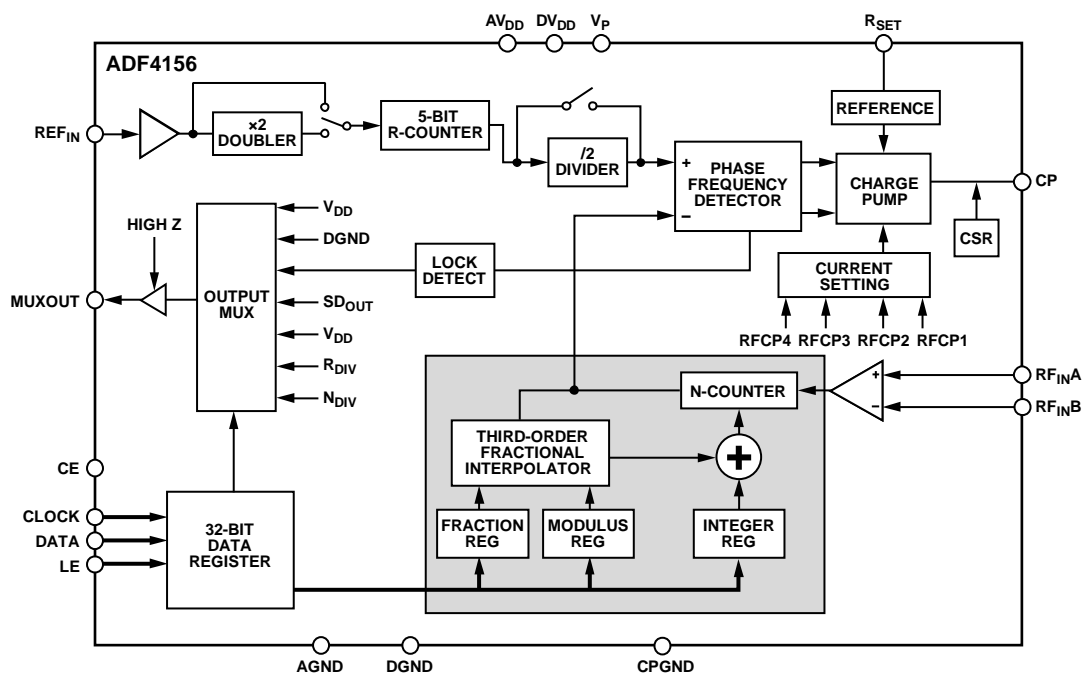 AVDD
DVDD
VP
RSET
ADF4156
REFIN
×2
DOUBLER
5-BIT
R-COUNTER
/2
DIVIDER
+
−
PHASE
FREQUENCY
DETECTOR
REFERENCE
CHARGE
PUMP
CP
CSR
HIGH Z
MUXOUT
OUTPUT
MUX
VDD
DGND
LOCK
DETECT
SDOUT
VDD
RDIV
NDIV
CURRENT
SETTING
RFCP4
RFCP3
RFCP2
RFCP1
N-COUNTER
+
−
RFINA
RFINB
THIRD-ORDER
FRACTIONAL
INTERPOLATOR
+
CE
CLOCK
DATA
LE
32-BIT
DATA
REGISTER
FRACTION
REG
MODULUS
REG
INTEGER
REG
AGND
DGND
CPGND